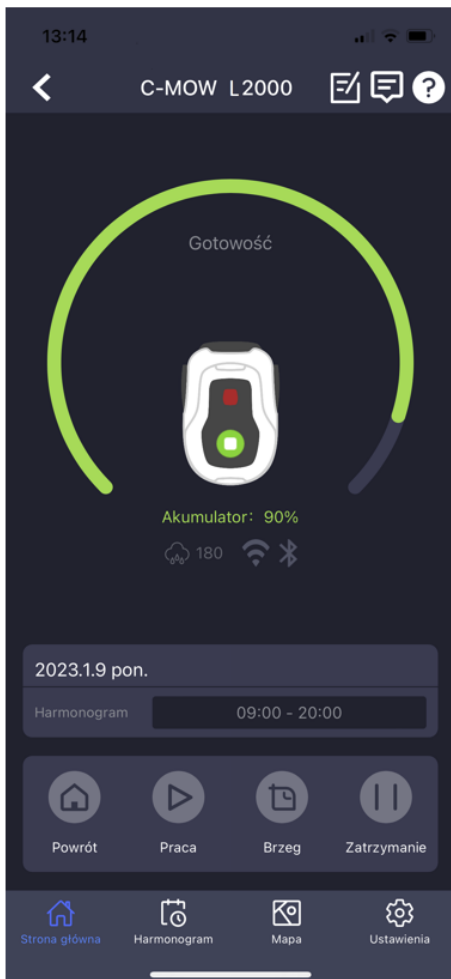 13:14
C-MOW L2000
?
Gotowość
Akumulator: 90%
180
2023.1.9 pon.
Harmonogram 09:00 - 20:00
Powrót Praca Brzeg Zatrzymanie
Strona główna Harmonogram Mapa Ustawienia